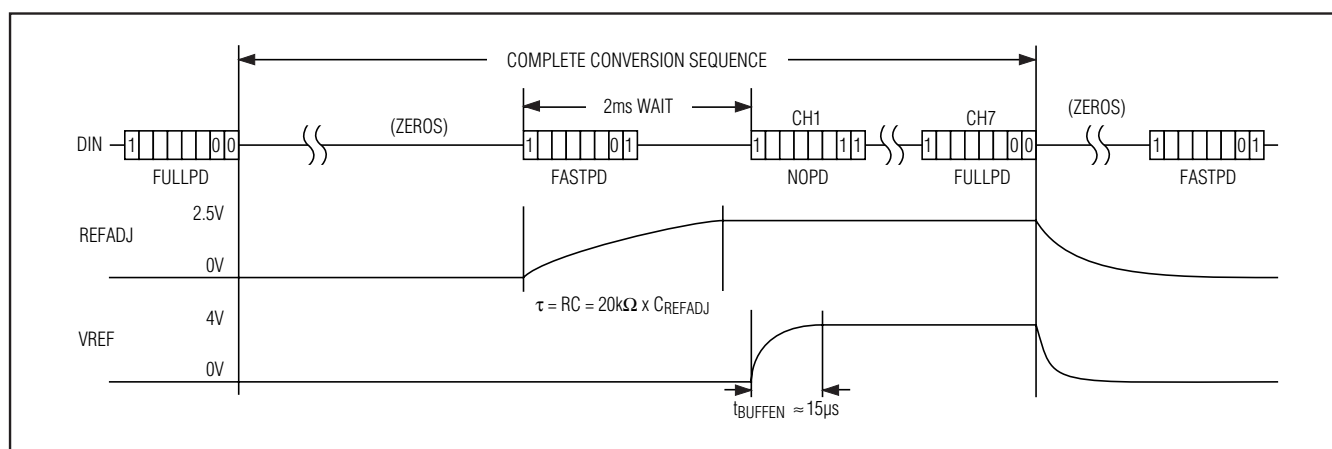 COMPLETE CONVERSION SEQUENCE
2ms WAIT
(ZEROS)
CH1
CH7
(ZEROS)
DIN
1 0 0
1 0 1
1 1 1
1 0 0
1 0 1
FULLPD
FASTPD
NOPD
FULLPD
FASTPD
2.5V
REFADJ
0V
τ = RC = 20kΩ x CREFADJ
4V
VREF
0V
tBUFFEN ≈ 15µs